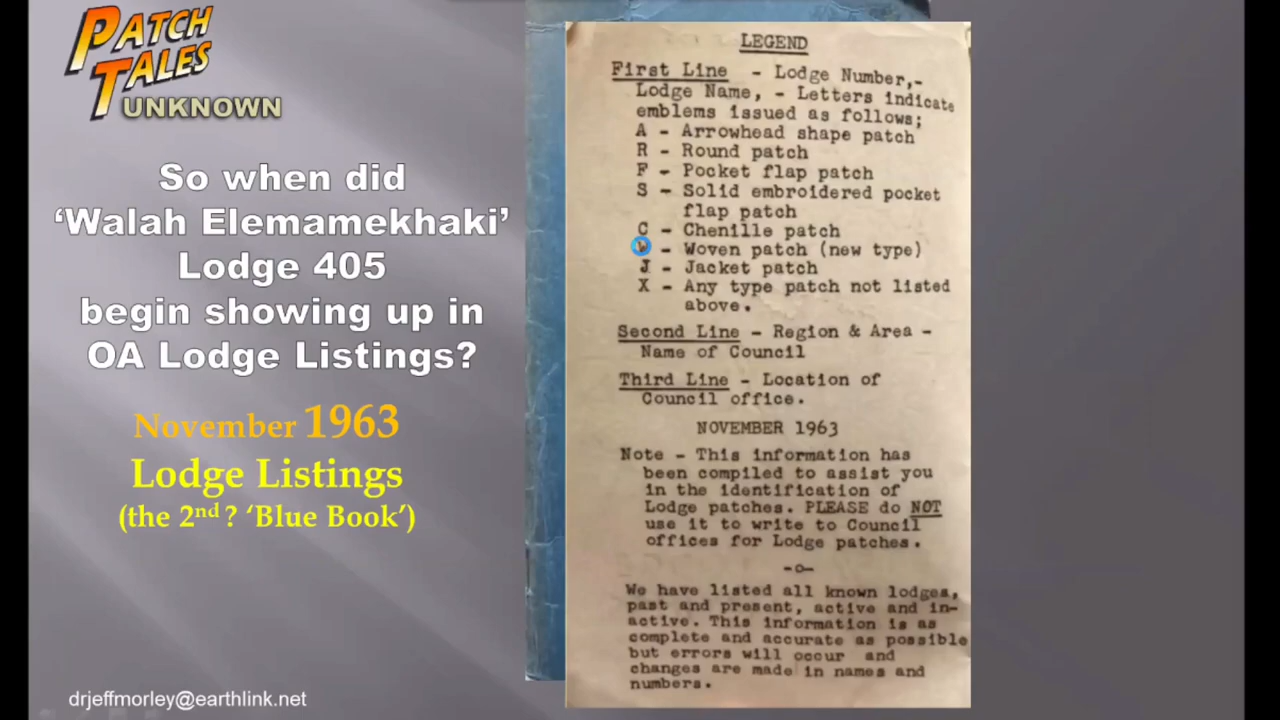 PATCH
TALES
UNKNOWN
So when did
‘Walah Elemamekhaki’
Lodge 405
begin showing up in
OA Lodge Listings?
November 1963
Lodge Listings
(the 2nd? ‘Blue Book’)
drjeffmorley@earthlink.net
LEGEND
First Line - Lodge Number,-
Lodge Name, - Letters indicate
emblems issued as follows;
A - Arrowhead shape patch
R - Round patch
F - Pocket flap patch
S - Solid embroidered pocket
flap patch
C - Chenille patch
- Woven patch (new type)
J - Jacket patch
X - Any type patch not listed
above.
Second Line - Region & Area -
Name of Council
Third Line - Location of
Council office.
NOVEMBER 1963
Note - This information has
been compiled to assist you
in the identification of
Lodge patches. PLEASE do NOT
use it to write to Council
offices for Lodge patches.
-o-
We have listed all known lodges,
past and present, active and in-
active. This information is as
complete and accurate as possible
but errors will occur and
changes are made in names and
numbers.